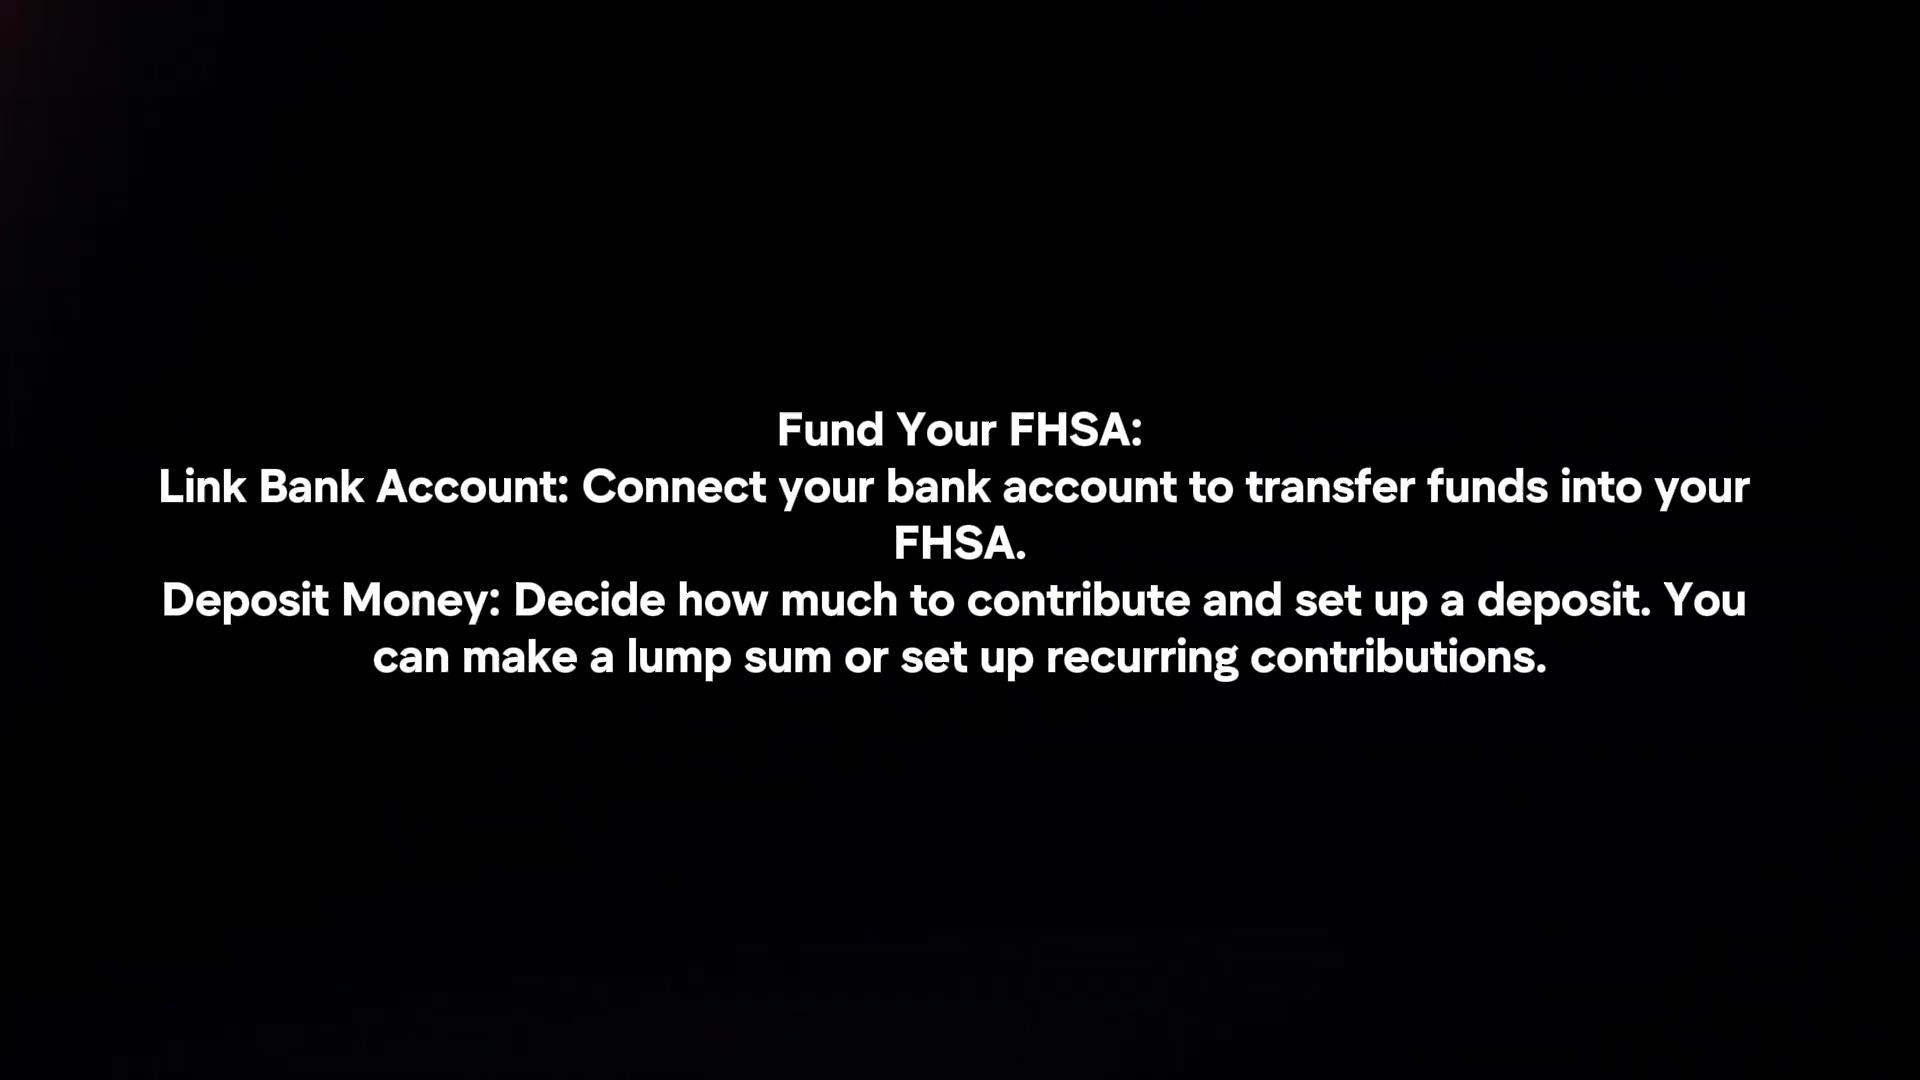 Fund Your FHSA:
Link Bank Account: Connect your bank account to transfer funds into your
FHSA.
Deposit Money: Decide how much to contribute and set up a deposit. You
can make a lump sum or set up recurring contributions.